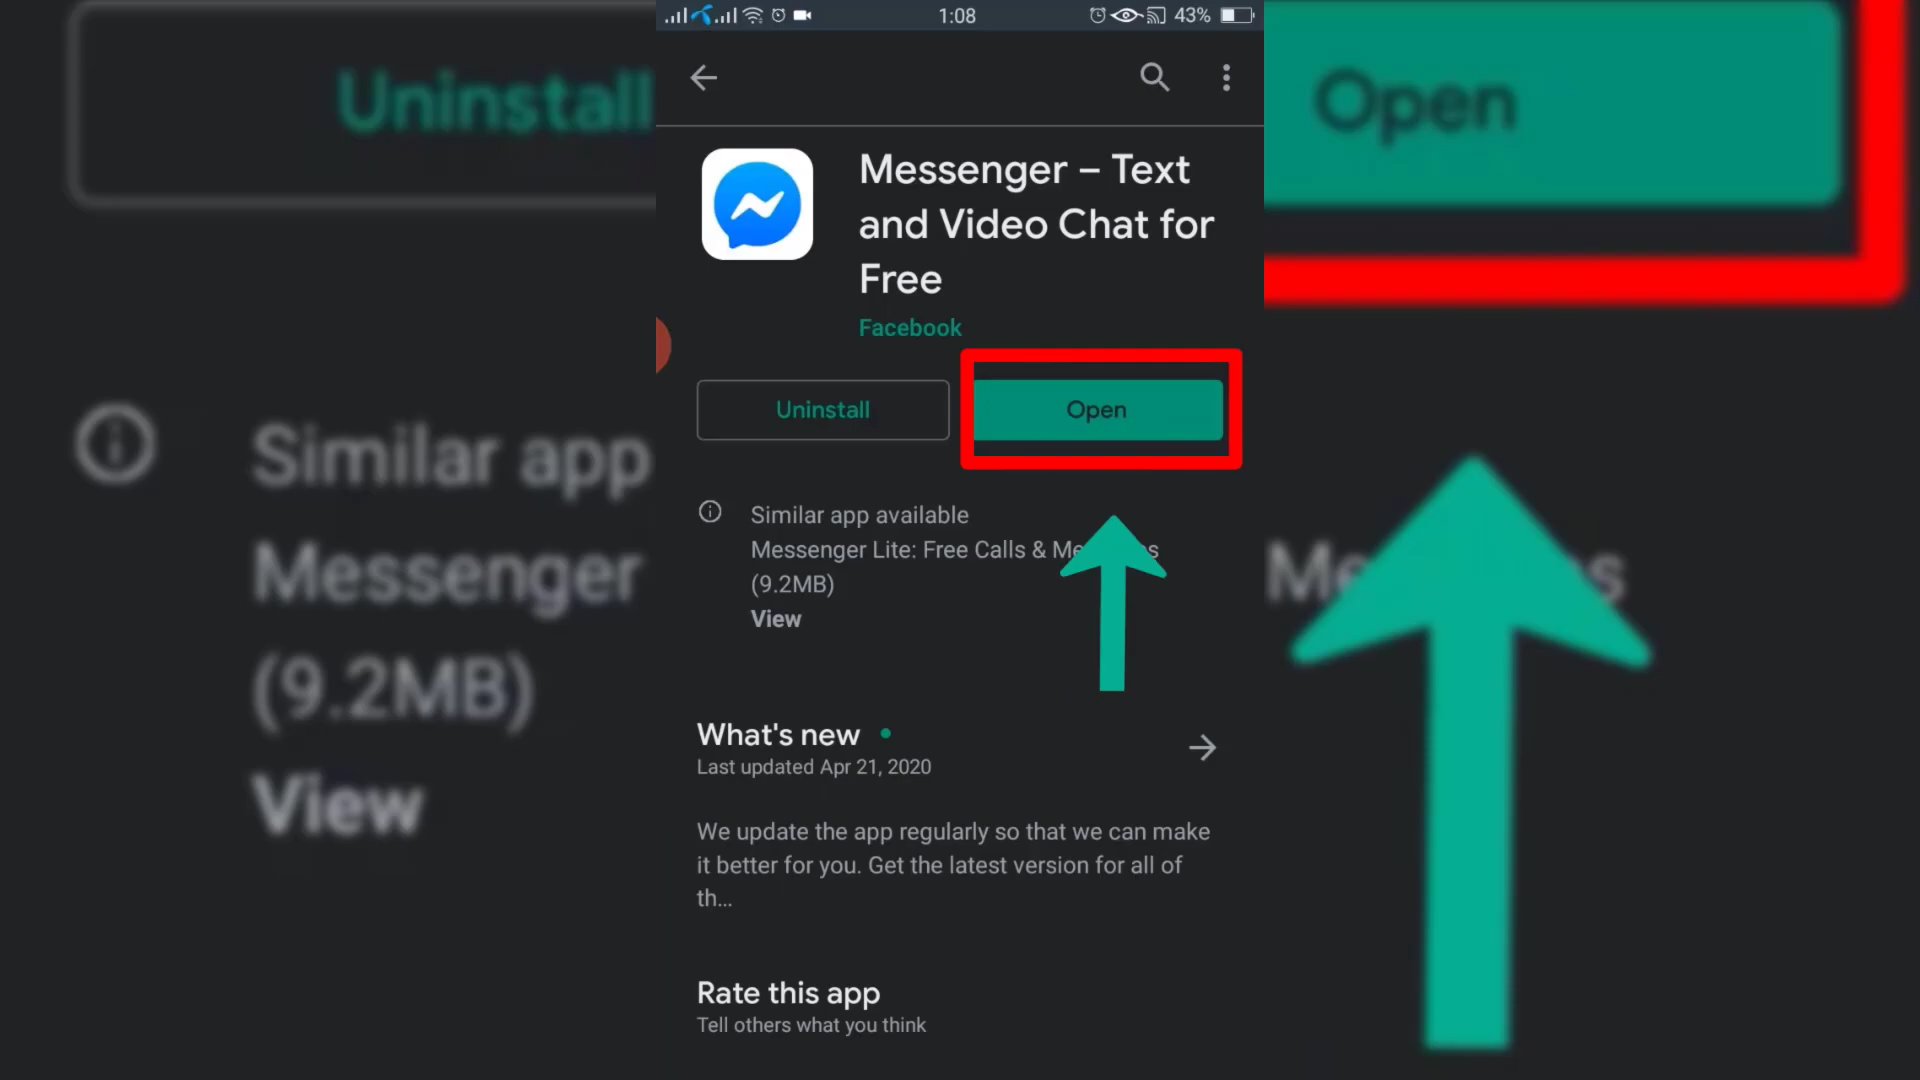 1:08
43%
Messenger – Text
and Video Chat for
Free
Facebook
Uninstall
Open
Similar app available
Messenger Lite: Free Calls &
(9.2MB)
View
What's new
Last updated Apr 21, 2020
We update the app regularly so that we can make
it better for you. Get the latest version for all of
th...
Rate this app
Tell others what you think
Uninstall
Similar app
Messenger
(9.2MB)
View
Open